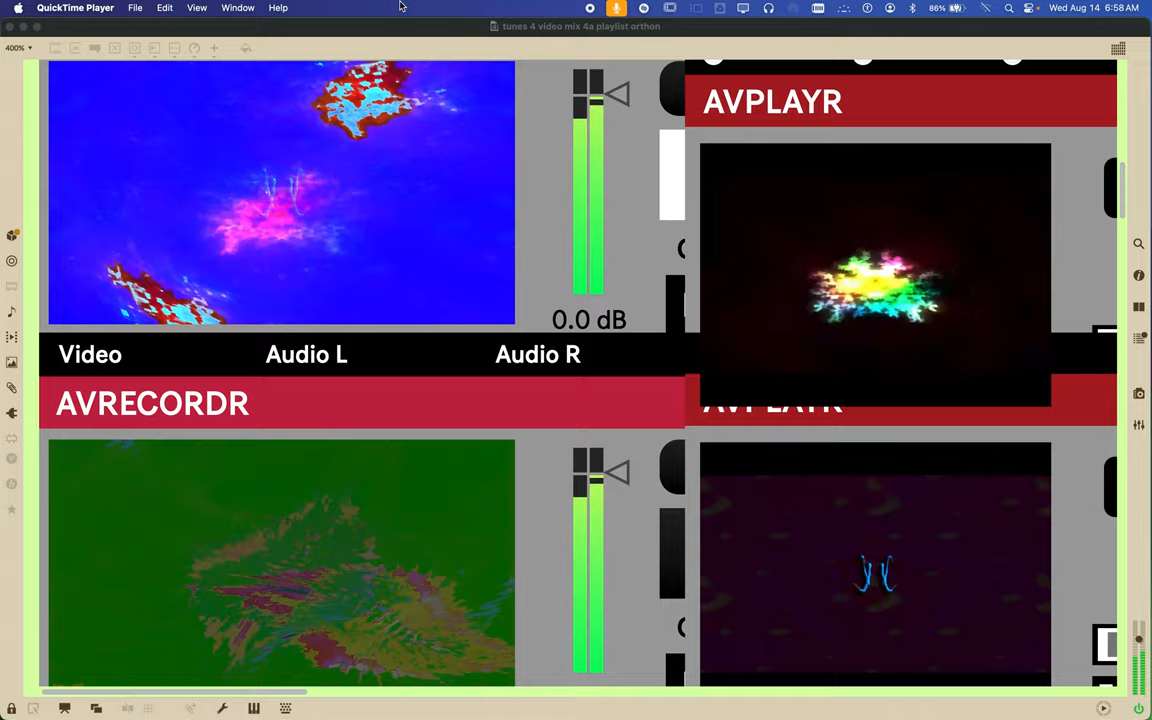 QuickTime Player File Edit View Window Help 86% Wed Aug 14 6:58 AM
tunes 4 video mix 4a playlist orthon
400%
AVPLAYR
0.0 dB
Video Audio L Audio R
AVRECORDR
AVPLAYR